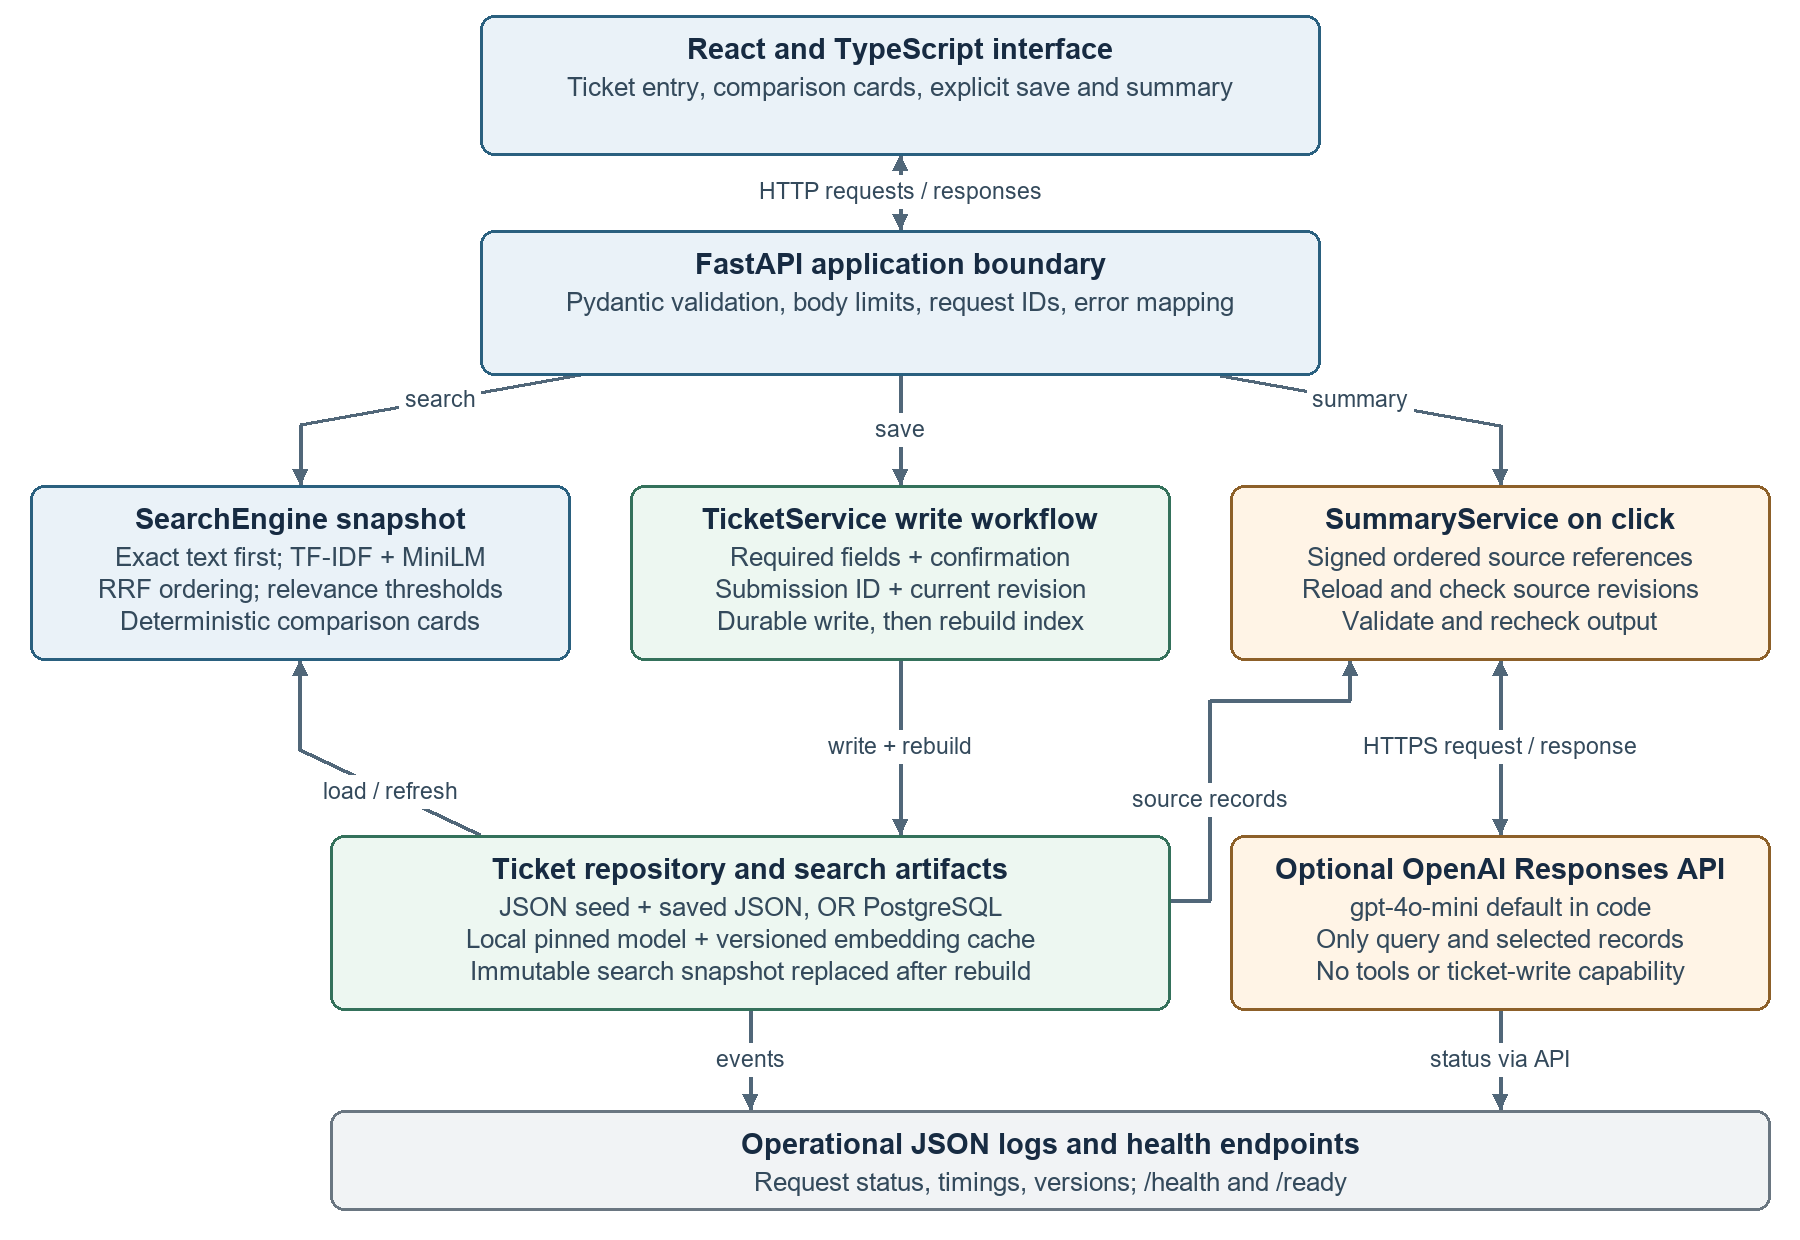 React and TypeScript interface
Ticket entry, comparison cards, explicit save and summary
HTTP requests / responses
FastAPI application boundary
Pydantic validation, body limits, request IDs, error mapping
search
save
summary
SearchEngine snapshot
Exact text first; TF-IDF + MiniLM
RRF ordering; relevance thresholds
Deterministic comparison cards
TicketService write workflow
Required fields + confirmation
Submission ID + current revision
Durable write, then rebuild index
SummaryService on click
Signed ordered source references
Reload and check source revisions
Validate and recheck output
load / refresh
write + rebuild
source records
HTTPS request / response
Ticket repository and search artifacts
JSON seed + saved JSON, OR PostgreSQL
Local pinned model + versioned embedding cache
Immutable search snapshot replaced after rebuild
Optional OpenAI Responses API
gpt-4o-mini default in code
Only query and selected records
No tools or ticket-write capability
events
status via API
Operational JSON logs and health endpoints
Request status, timings, versions; /health and /ready